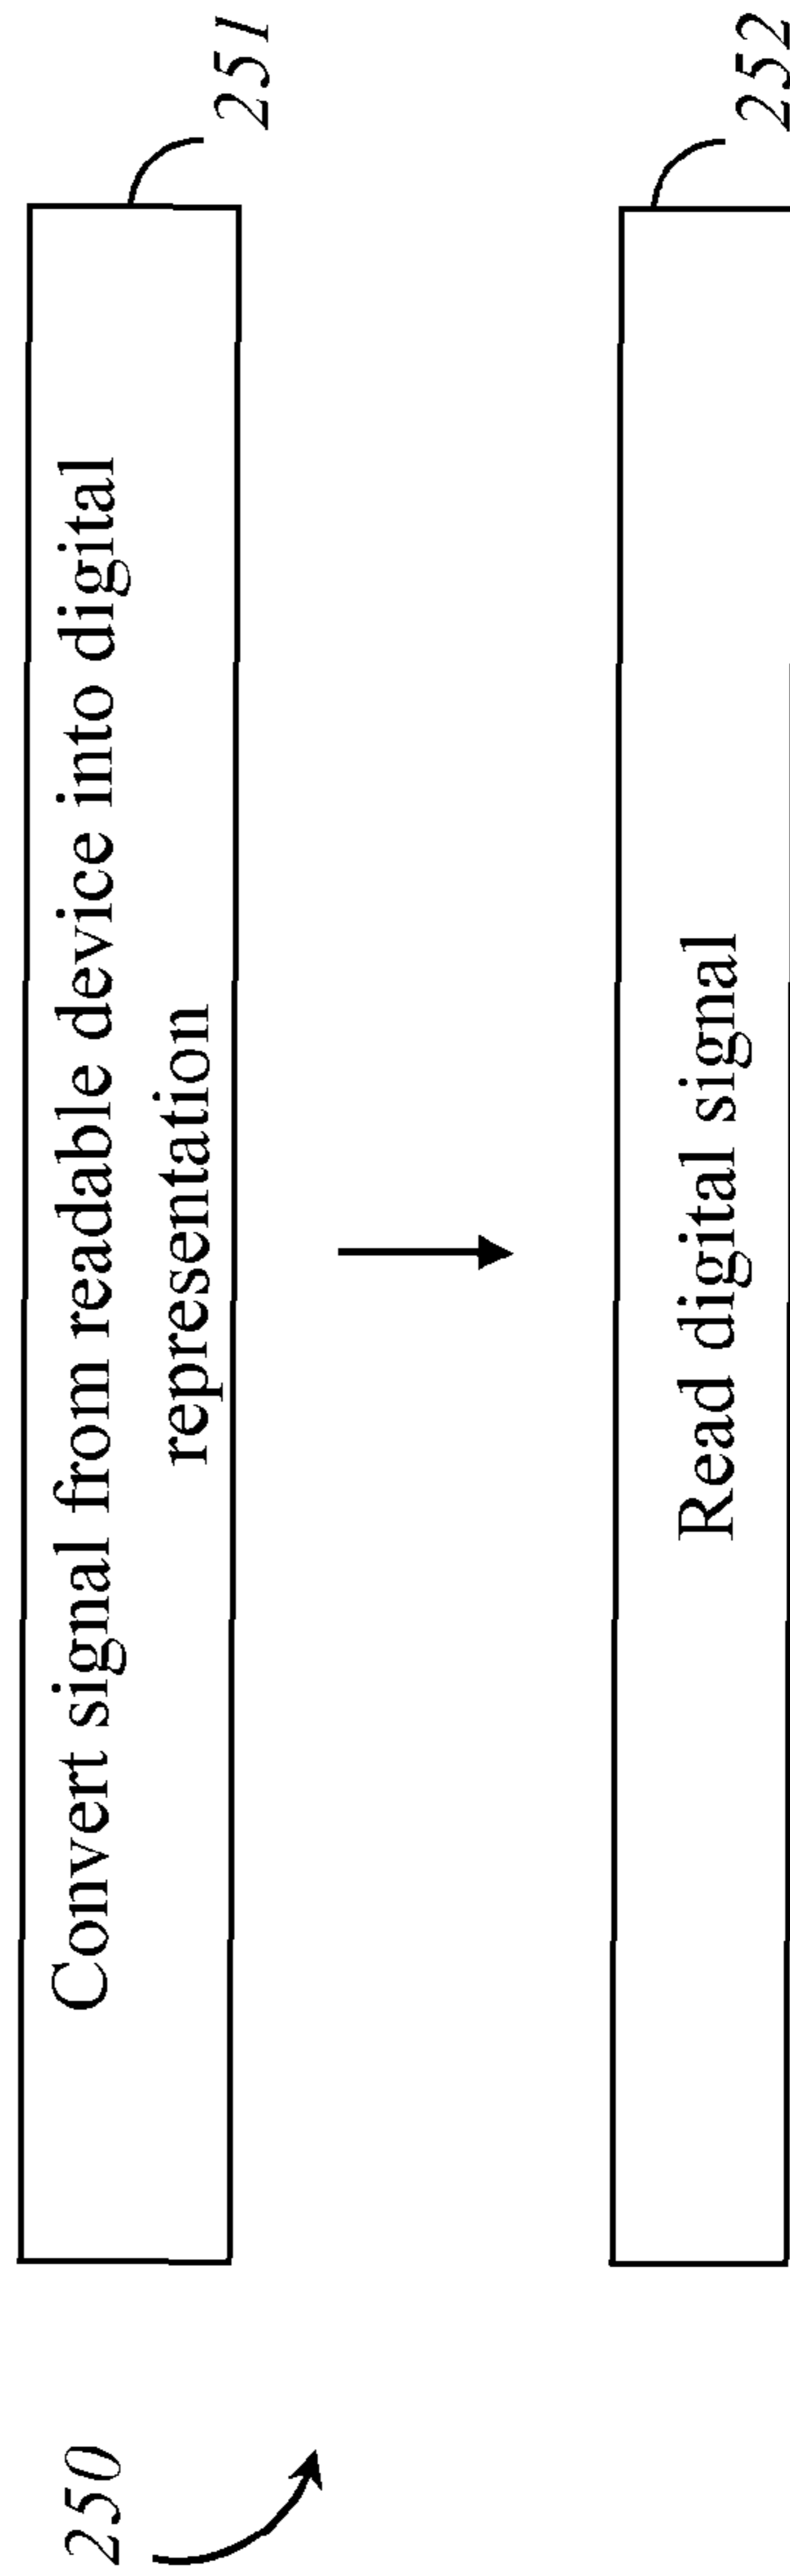 250
251
Convert signal from readable device into digital
representation
252
Read digital signal